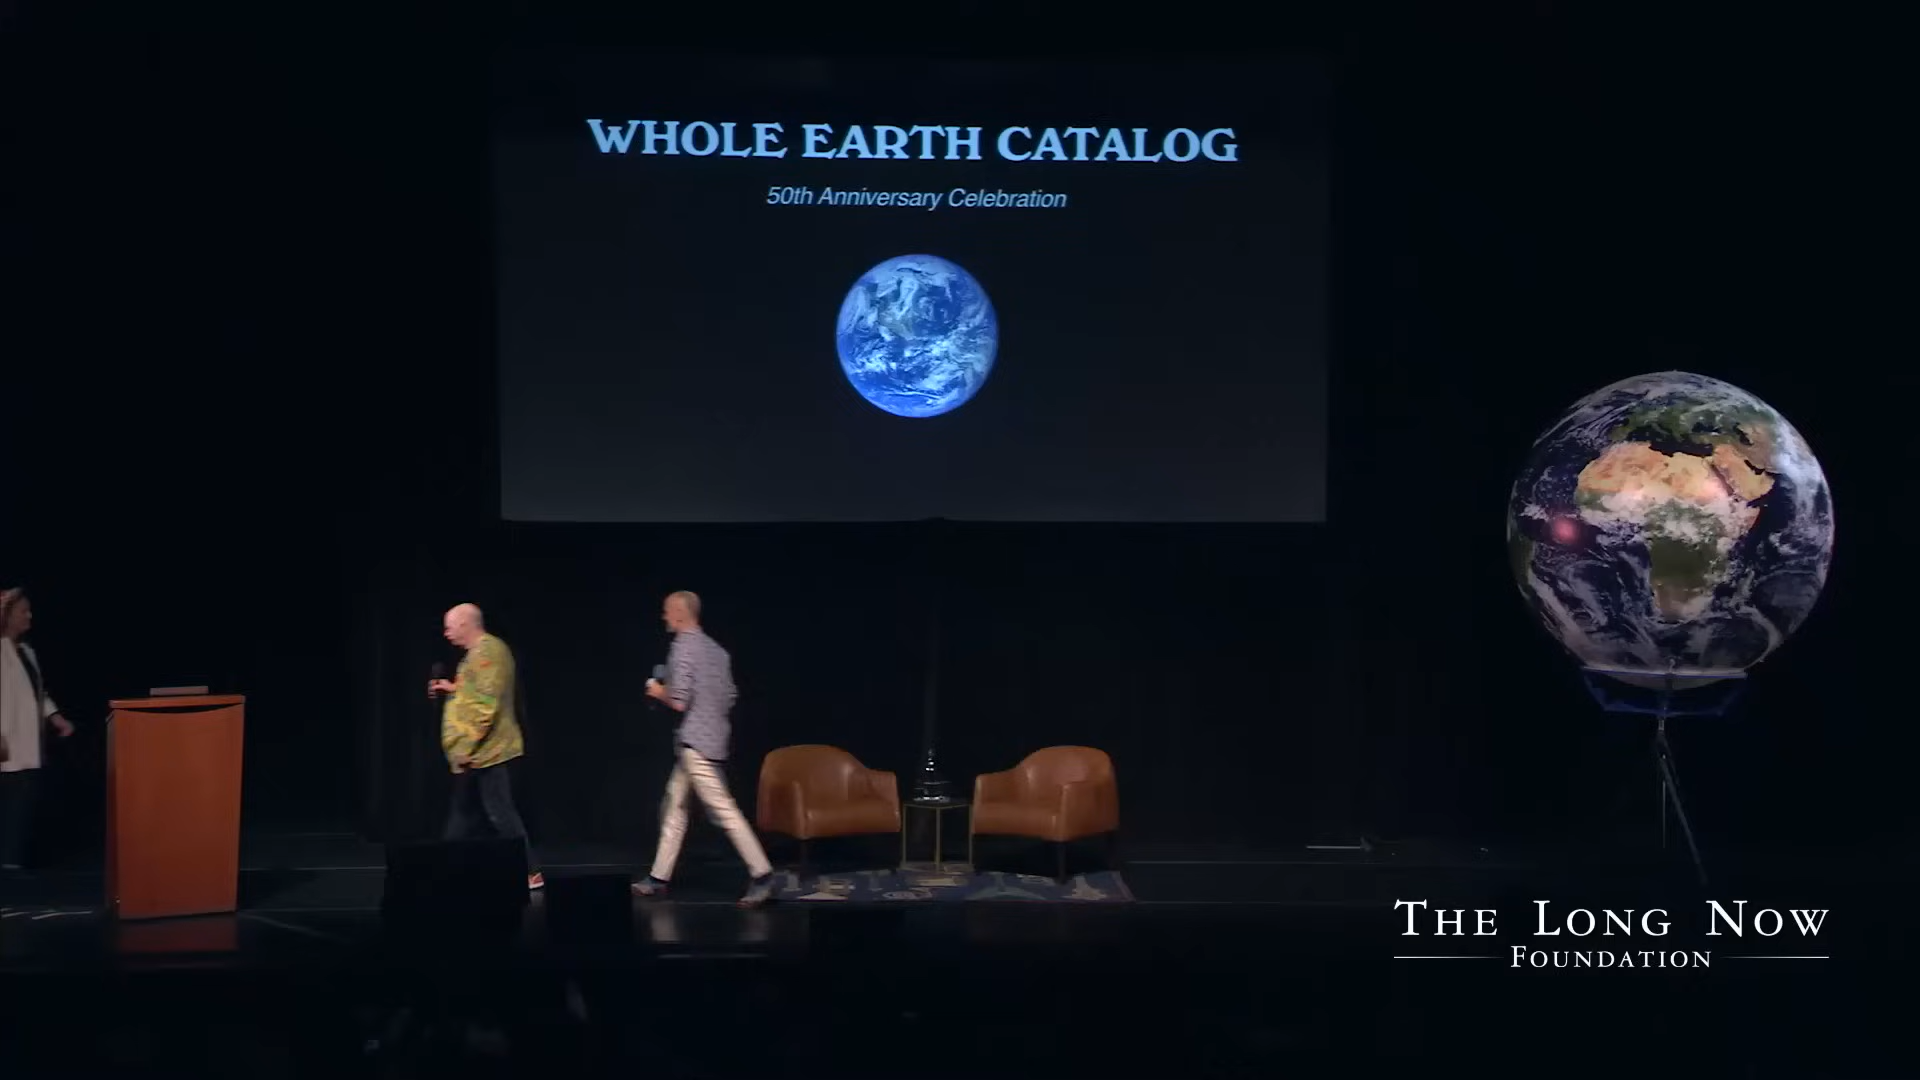 WHOLE EARTH CATALOG
50th Anniversary Celebration
THE LONG NOW
FOUNDATION